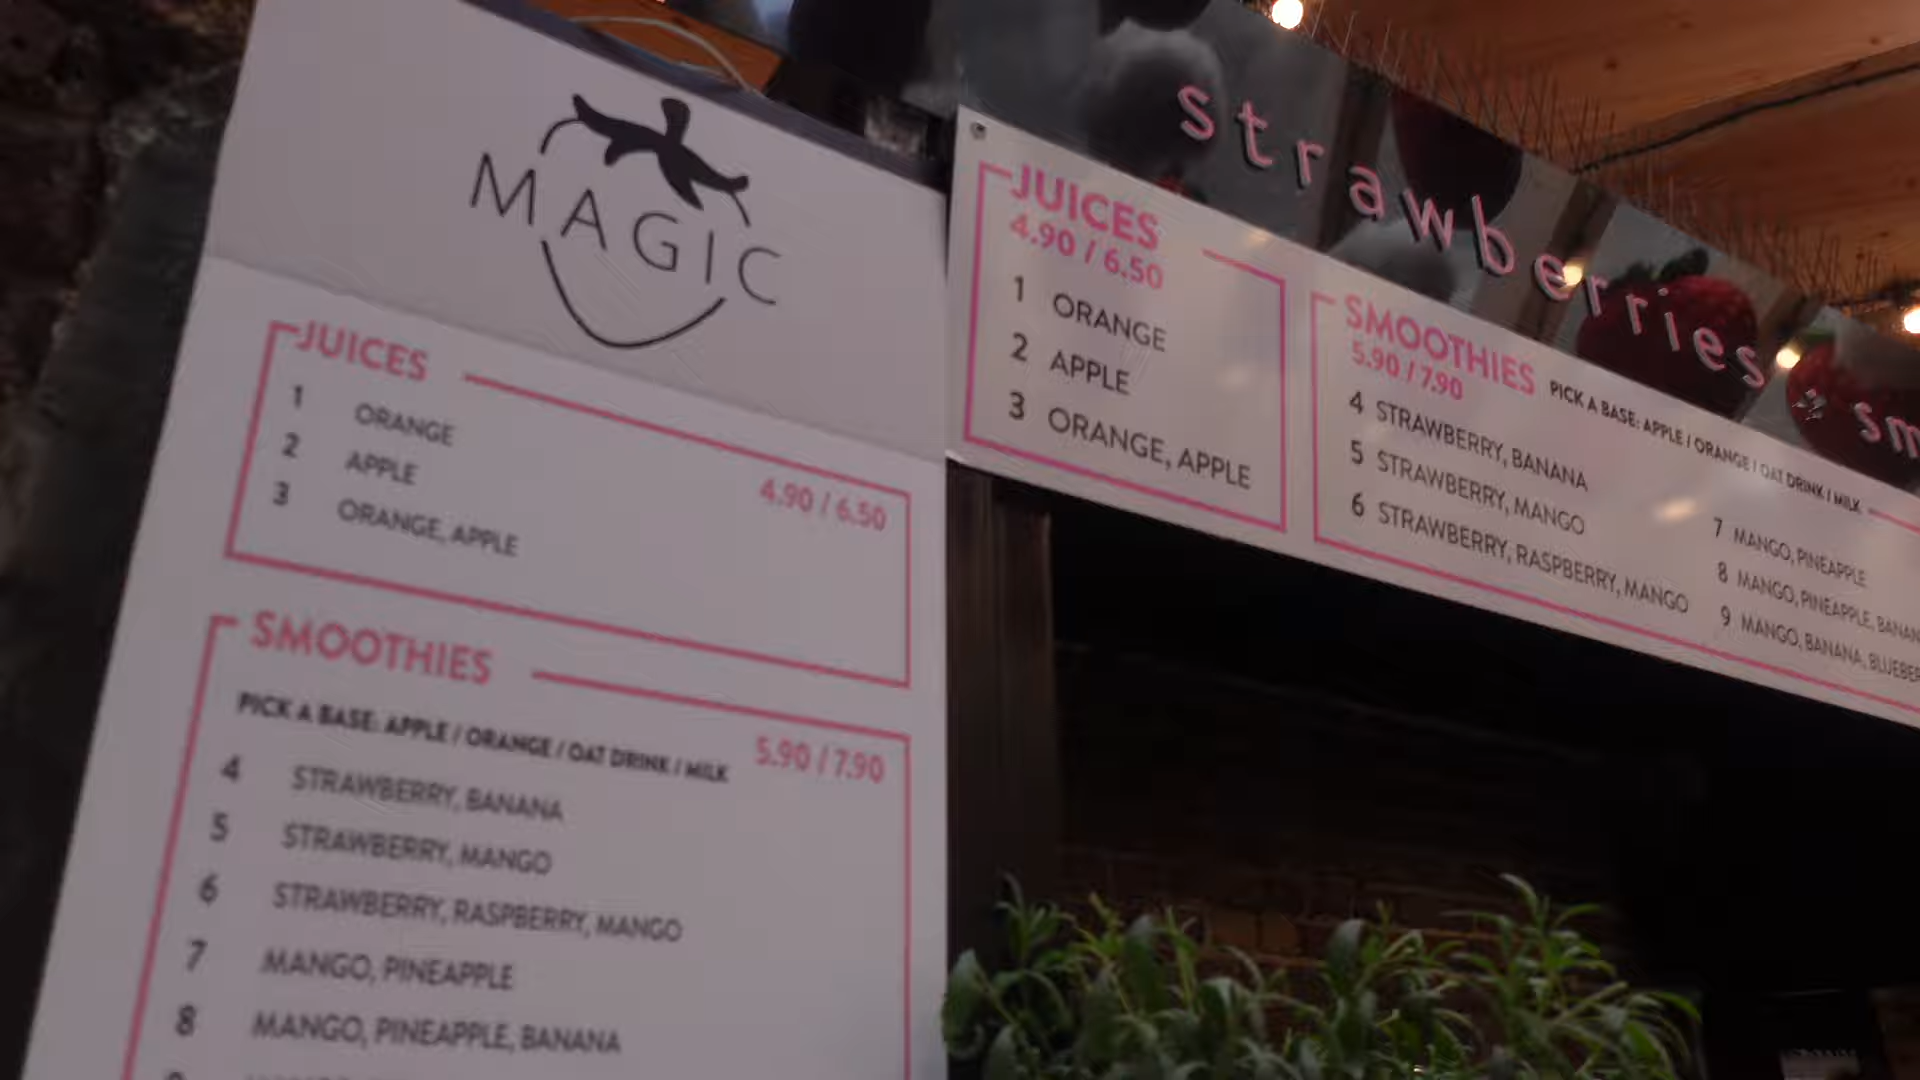 MAGIC
JUICES
1 ORANGE
2 APPLE
3 ORANGE, APPLE
4.90 / 6.50
SMOOTHIES
PICK A BASE: APPLE / ORANGE / OAT DRINK / MILK
5.90 / 7.90
4 STRAWBERRY, BANANA
5 STRAWBERRY, MANGO
6 STRAWBERRY, RASPBERRY, MANGO
7 MANGO, PINEAPPLE
8 MANGO, PINEAPPLE, BANANA
strawberries + sm
JUICES
4.90 / 6.50
1 ORANGE
2 APPLE
3 ORANGE, APPLE
SMOOTHIES
5.90 / 7.90
PICK A BASE: APPLE / ORANGE / OAT DRINK / MILK
4 STRAWBERRY, BANANA
5 STRAWBERRY, MANGO
6 STRAWBERRY, RASPBERRY, MANGO
7 MANGO, PINEAPPLE
8 MANGO, PINEAPPLE, BANAN
9 MANGO, BANANA, BLUEBER